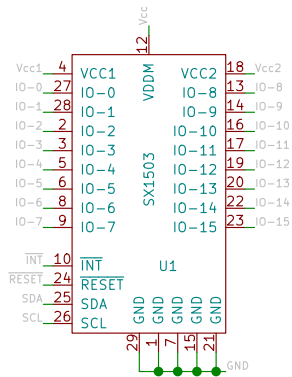 Vcc
12
VDDM
Vcc1 4 VCC1 VCC2 18 Vcc2
IO-0 27 IO-0 IO-8 13 IO-8
IO-1 28 IO-1 IO-9 14 IO-9
IO-2 2 IO-2 IO-10 16 IO-10
IO-3 3 IO-3 IO-11 17 IO-11
IO-4 5 IO-4 IO-12 19 IO-12
IO-5 6 IO-5 IO-13 20 IO-13
IO-6 8 IO-6 IO-14 22 IO-14
IO-7 9 IO-7 IO-15 23 IO-15
SX1503
INT 10 INT U1
RESET 24 RESET
SDA 25 SDA
SCL 26 SCL
GND GND GND GND GND
29 1 7 15 21
GND